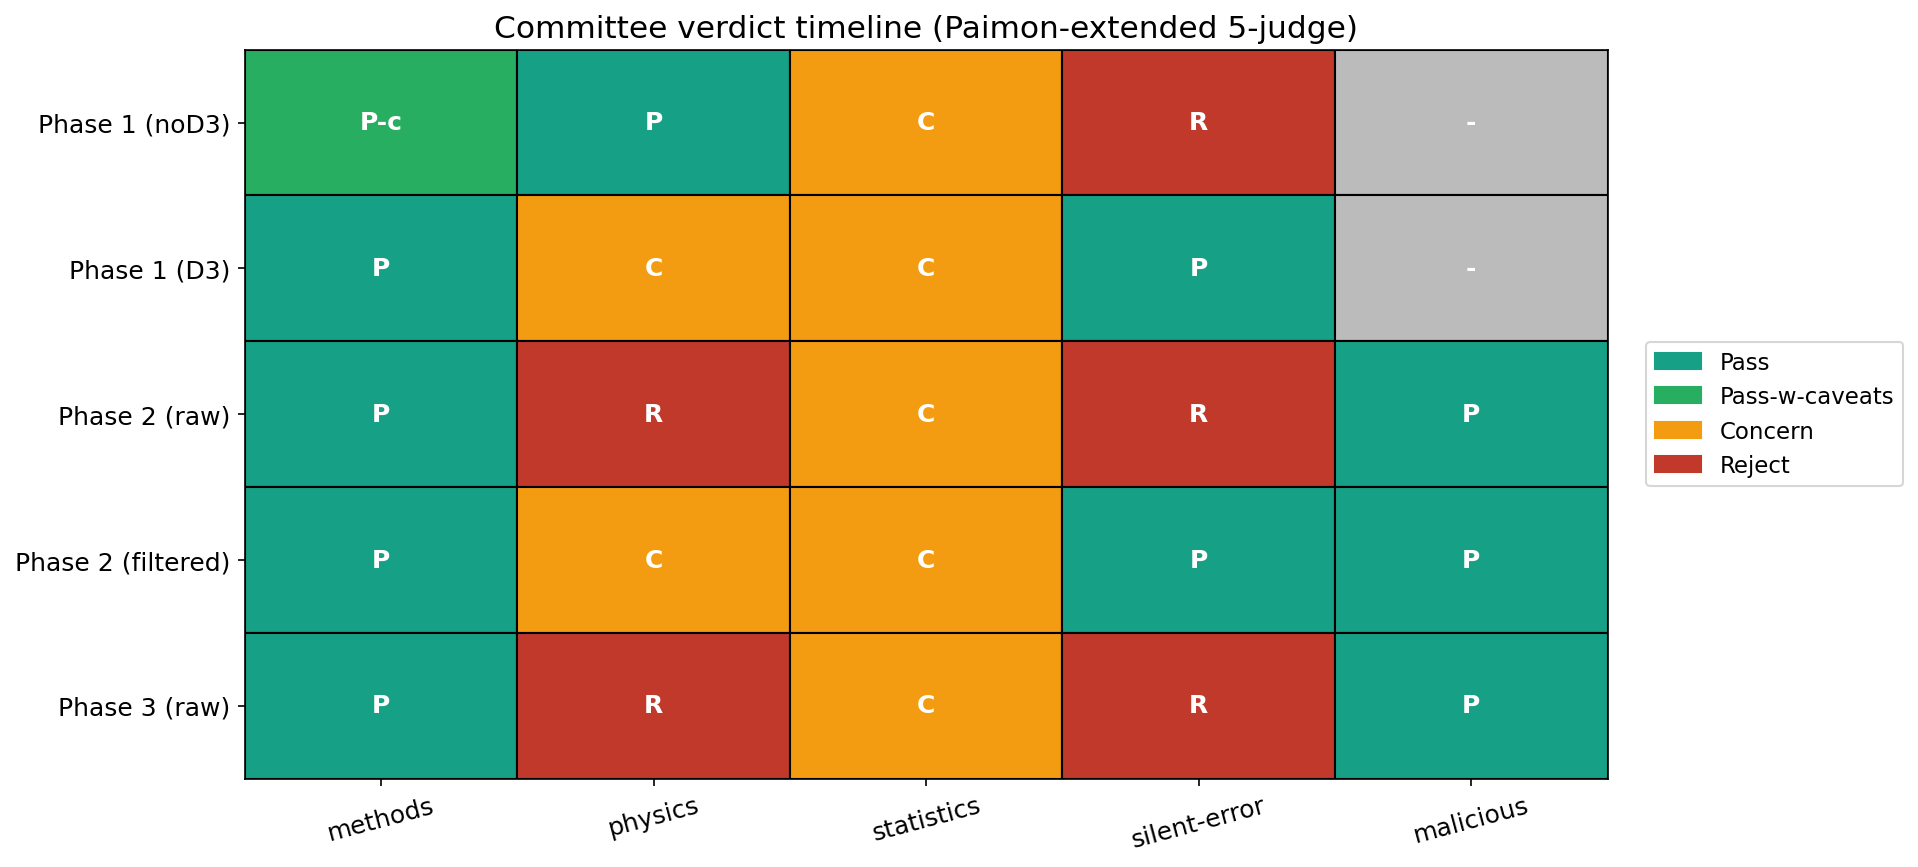 Committee verdict timeline (Paimon-extended 5-judge)
Phase 1 (noD3) P-c P C R -
Phase 1 (D3) P C C P -
Phase 2 (raw) P R C R P
Phase 2 (filtered) P C C P P
Phase 3 (raw) P R C R P
methods physics statistics silent-error malicious
Pass
Pass-w-caveats
Concern
Reject